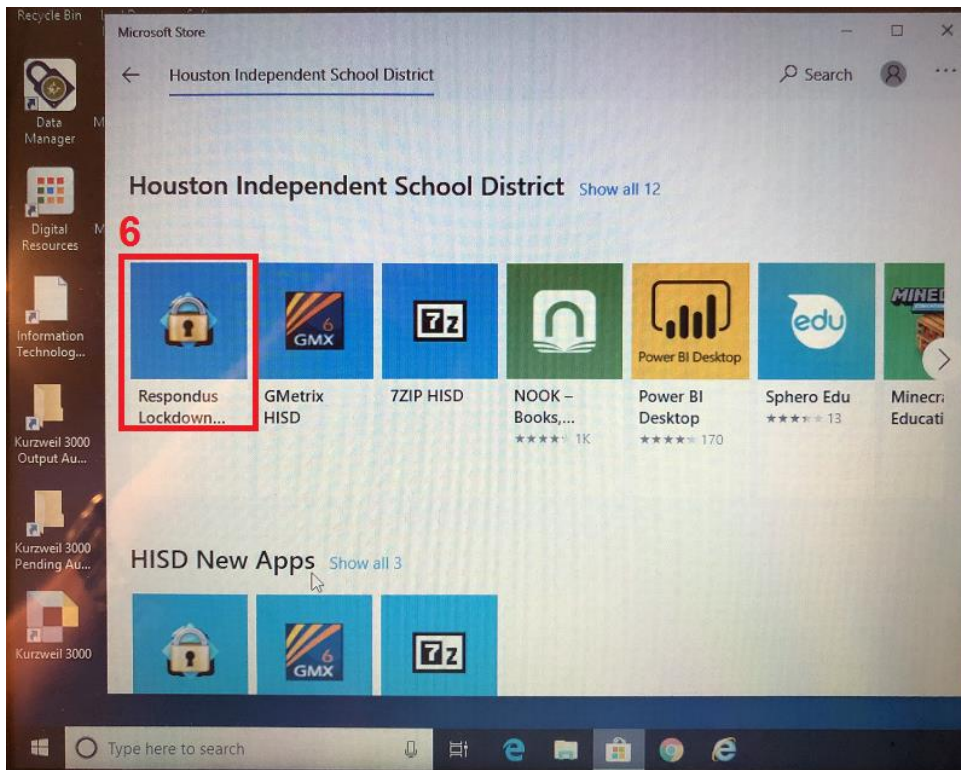 Recycle Bin
Microsoft Store
Houston Independent School District
Search
Data
Manager
Digital
Resources
Information
Technolog...
Kurzweil 3000
Output Au...
Kurzweil 3000
Pending Au...
Kurzweil 3000
Houston Independent School District Show all 12
6
6
GMX
7z
Power BI Desktop
edu
MINE
Respondus
Lockdown...
GMetrix
HISD
7ZIP HISD
NOOK –
Books,...
1K
Power BI
Desktop
170
Sphero Edu
13
Minecra
Educati
HISD New Apps Show all 3
6
GMX
7z
Type here to search